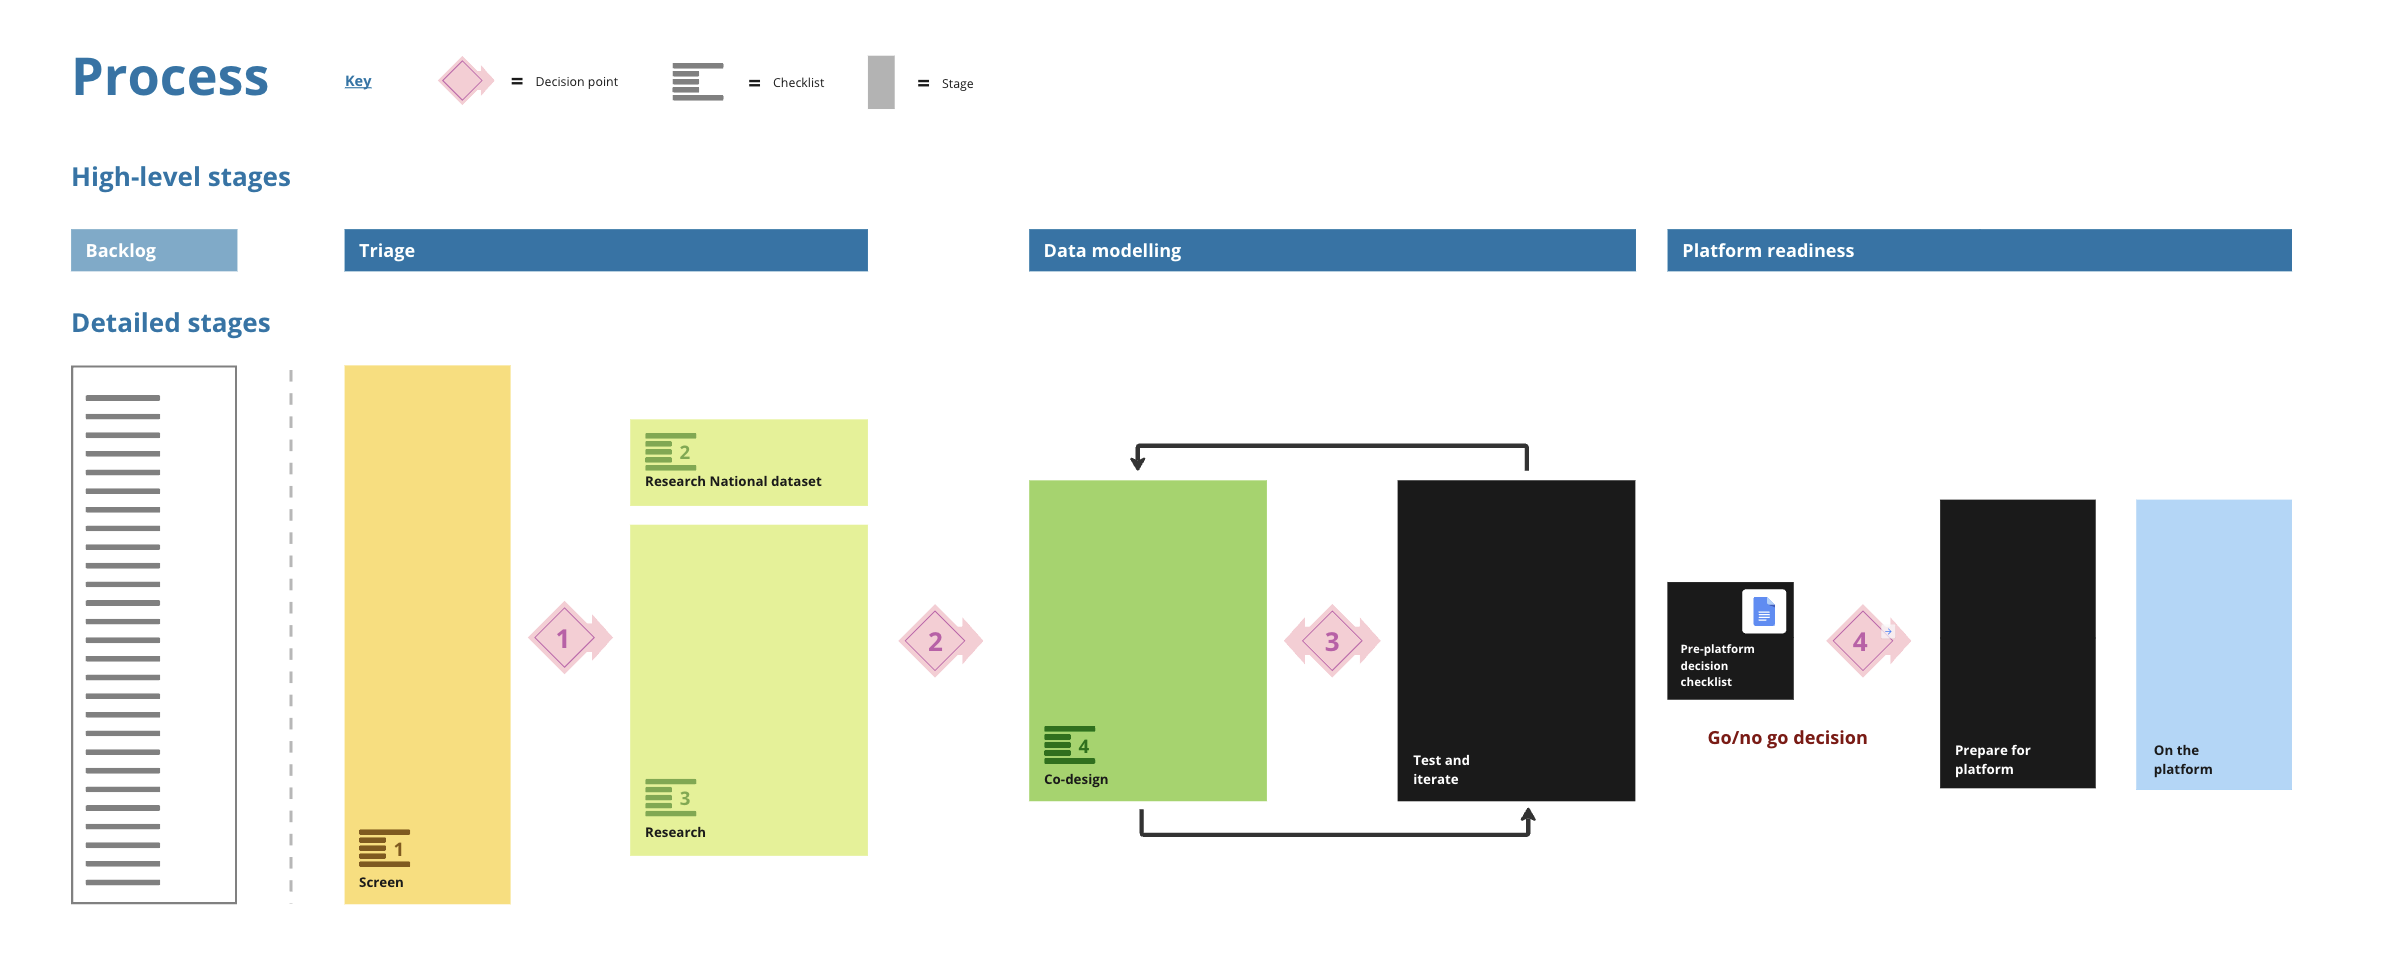 Process
Key
=
Decision point
=
Checklist
=
Stage
High-level stages
Backlog
Triage
Data modelling
Platform readiness
Detailed stages
1
Screen
1
2
Research National dataset
3
Research
2
4
Co-design
3
Test and
iterate
Pre-platform
decision
checklist
4
Go/no go decision
Prepare for
platform
On the
platform